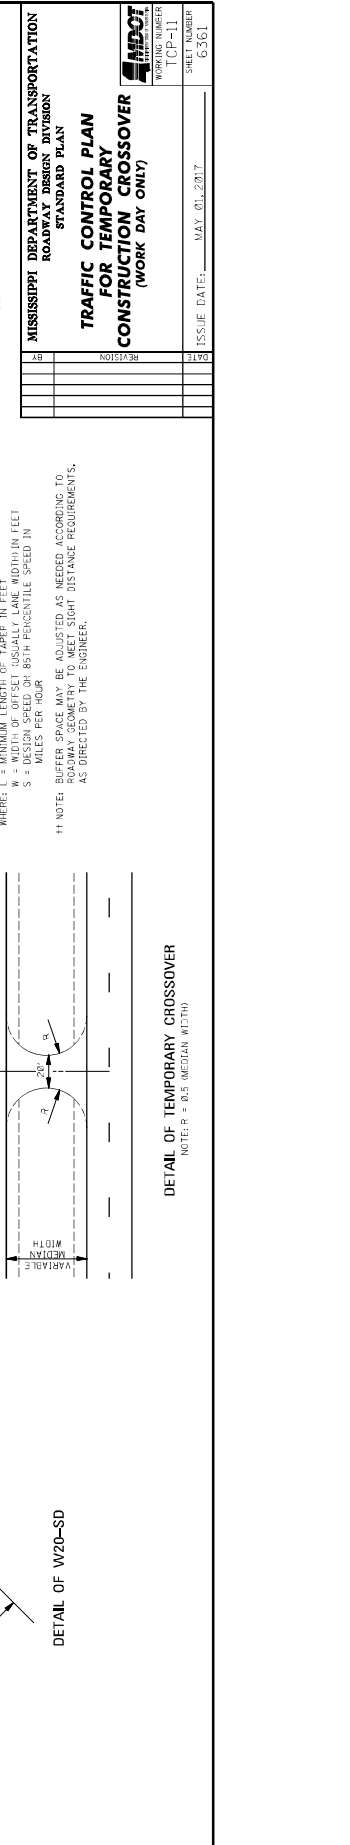 WHERE: L = MINIMUM LENGTH OF TAPER IN FEET
W = WIDTH OF OFFSET (USUALLY LANE WIDTH) IN FEET
S = DESIGN SPEED OR 85TH PERCENTILE SPEED IN
MILES PER HOUR
†† NOTE: BUFFER SPACE MAY BE ADJUSTED AS NEEDED ACCORDING TO
ROADWAY GEOMETRY TO MEET SIGHT DISTANCE REQUIREMENTS,
AS DIRECTED BY THE ENGINEER.
VARIABLE
MEDIAN
WIDTH
R
20'
R
DETAIL OF TEMPORARY CROSSOVER
NOTE: R = 0.5 (MEDIAN WIDTH)
DETAIL OF W20-SD
BY
REVISION
DATE
MISSISSIPPI DEPARTMENT OF TRANSPORTATION
ROADWAY DESIGN DIVISION
STANDARD PLAN
TRAFFIC CONTROL PLAN
FOR TEMPORARY
CONSTRUCTION CROSSOVER
(WORK DAY ONLY)
ISSUE DATE: MAY 01, 2017
MDOT
WORKING NUMBER
TCP-11
SHEET NUMBER
6361